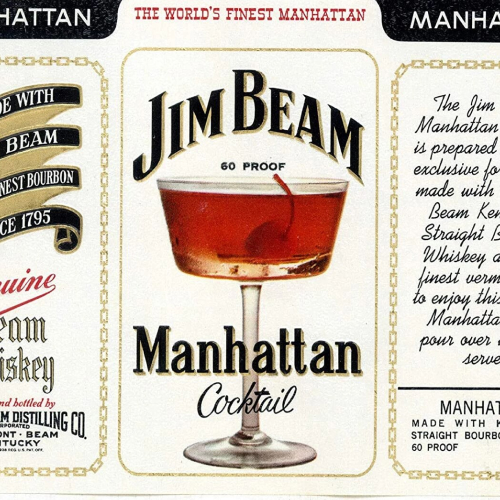 HATTAN
THE WORLD'S FINEST MANHATTAN
MANHA
DE WITH
BEAM
NEST BOURBON
CE 1795
uine
eam
iskey
nd bottled by
M DISTILLING CO.
ORPORATED
ONT · BEAM
NTUCKY
JIM BEAM
60 PROOF
Manhattan
Cocktail
The Jim
Manhattan
is prepared
exclusive fo
made with
Beam Ken
Straight B
Whiskey a
finest verm
to enjoy this
Manhatta
pour over
serve
MANHAT
MADE WITH K
STRAIGHT BOURBO
60 PROOF